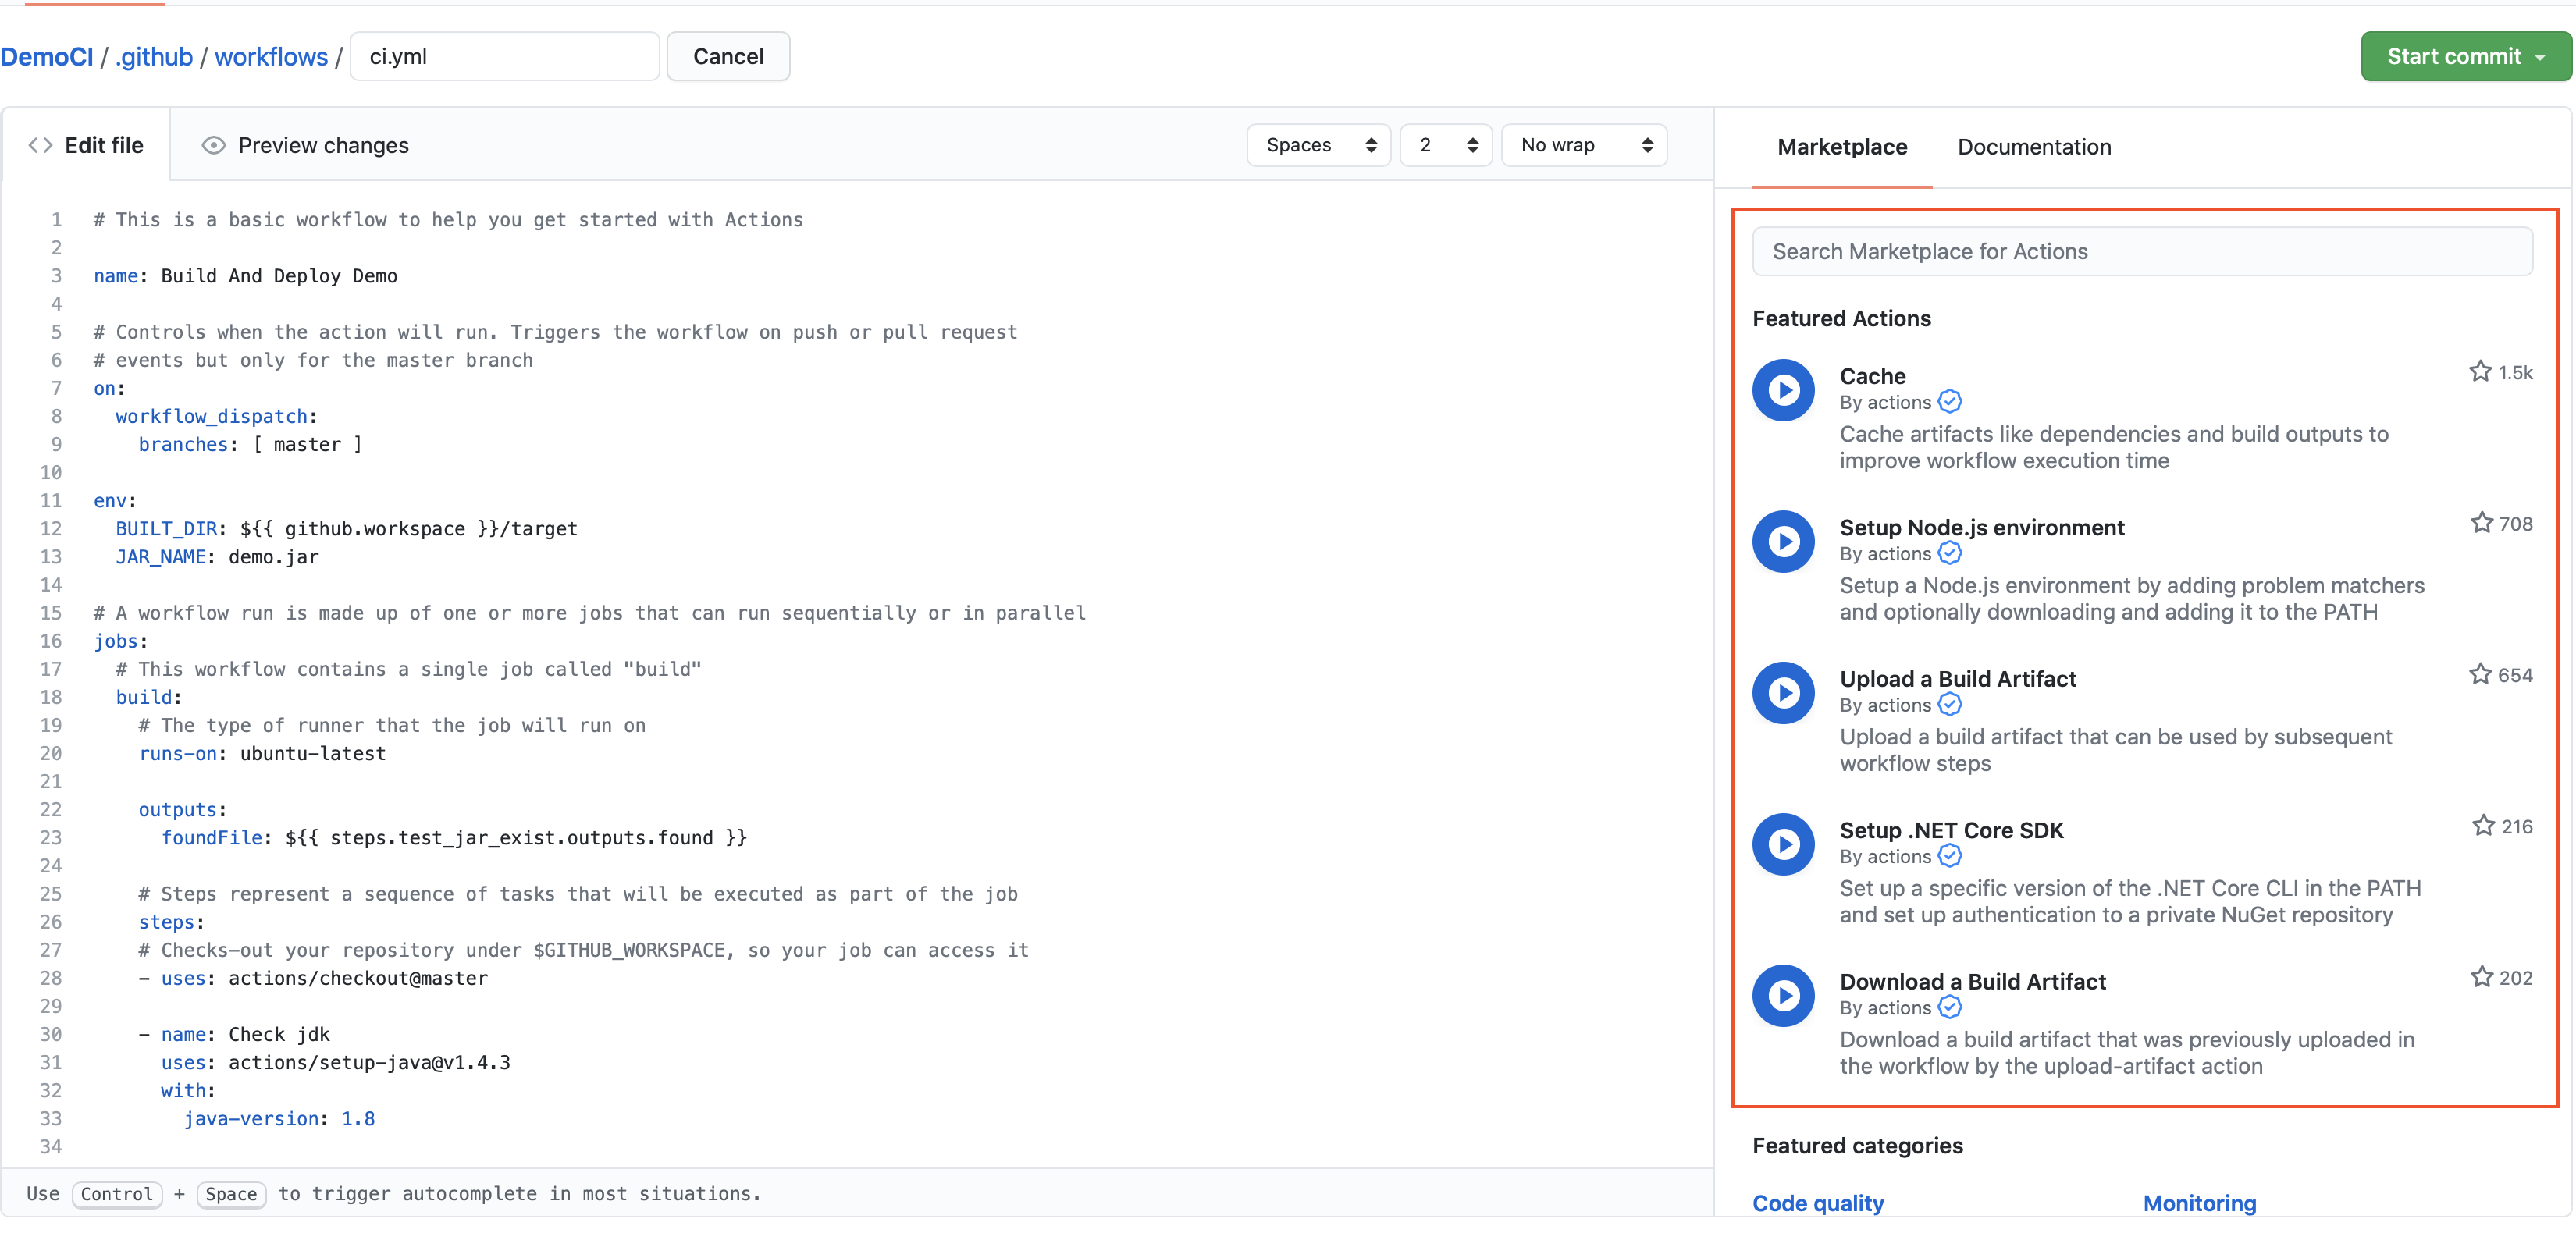 DemoCI / .github / workflows / ci.yml Cancel Start commit
Edit file Preview changes Spaces 2 No wrap
1 # This is a basic workflow to help you get started with Actions
2
3 name: Build And Deploy Demo
4
5 # Controls when the action will run. Triggers the workflow on push or pull request
6 # events but only for the master branch
7 on:
8 workflow_dispatch:
9 branches: [ master ]
10
11 env:
12 BUILT_DIR: ${{ github.workspace }}/target
13 JAR_NAME: demo.jar
14
15 # A workflow run is made up of one or more jobs that can run sequentially or in parallel
16 jobs:
17 # This workflow contains a single job called "build"
18 build:
19 # The type of runner that the job will run on
20 runs-on: ubuntu-latest
21
22 outputs:
23 foundFile: ${{ steps.test_jar_exist.outputs.found }}
24
25 # Steps represent a sequence of tasks that will be executed as part of the job
26 steps:
27 # Checks-out your repository under $GITHUB_WORKSPACE, so your job can access it
28 - uses: actions/checkout@master
29
30 - name: Check jdk
31 uses: actions/setup-java@v1.4.3
32 with:
33 java-version: 1.8
34
Use Control + Space to trigger autocomplete in most situations.
Marketplace Documentation
Search Marketplace for Actions
Featured Actions
Cache 1.5k
By actions
Cache artifacts like dependencies and build outputs to
improve workflow execution time
Setup Node.js environment 708
By actions
Setup a Node.js environment by adding problem matchers
and optionally downloading and adding it to the PATH
Upload a Build Artifact 654
By actions
Upload a build artifact that can be used by subsequent
workflow steps
Setup .NET Core SDK 216
By actions
Set up a specific version of the .NET Core CLI in the PATH
and set up authentication to a private NuGet repository
Download a Build Artifact 202
By actions
Download a build artifact that was previously uploaded in
the workflow by the upload-artifact action
Featured categories
Code quality Monitoring